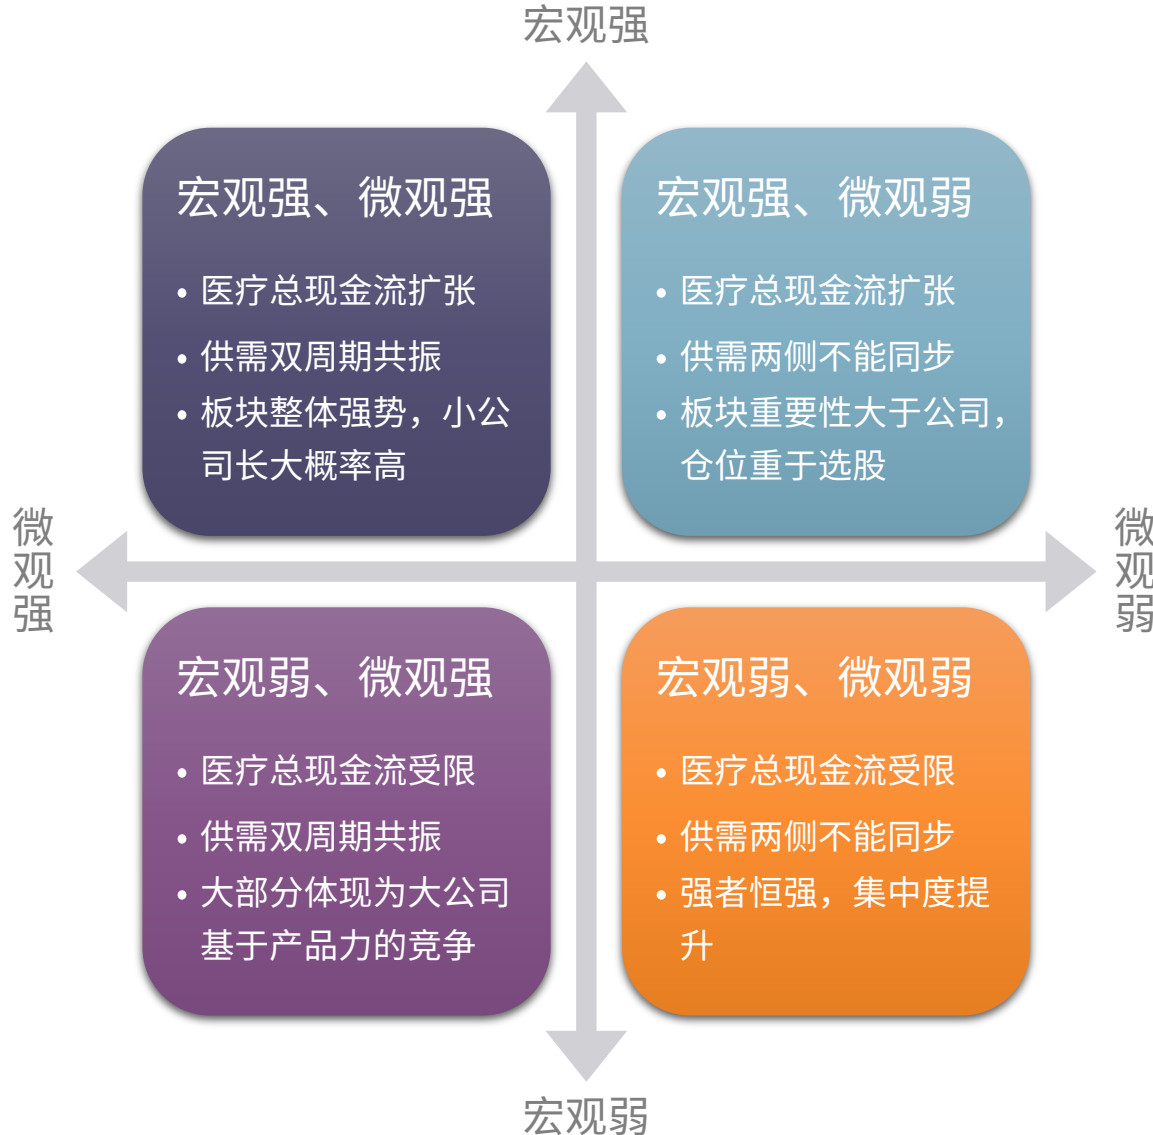 宏观强
宏观强、微观强
• 医疗总现金流扩张
• 供需双周期共振
• 板块整体强势，小公
司长大概率高
宏观强、微观弱
• 医疗总现金流扩张
• 供需两侧不能同步
• 板块重要性大于公司，
仓位重于选股
微观强
微观弱
宏观弱、微观强
• 医疗总现金流受限
• 供需双周期共振
• 大部分体现为大公司
基于产品力的竞争
宏观弱、微观弱
• 医疗总现金流受限
• 供需两侧不能同步
• 强者恒强，集中度提
升
宏观弱